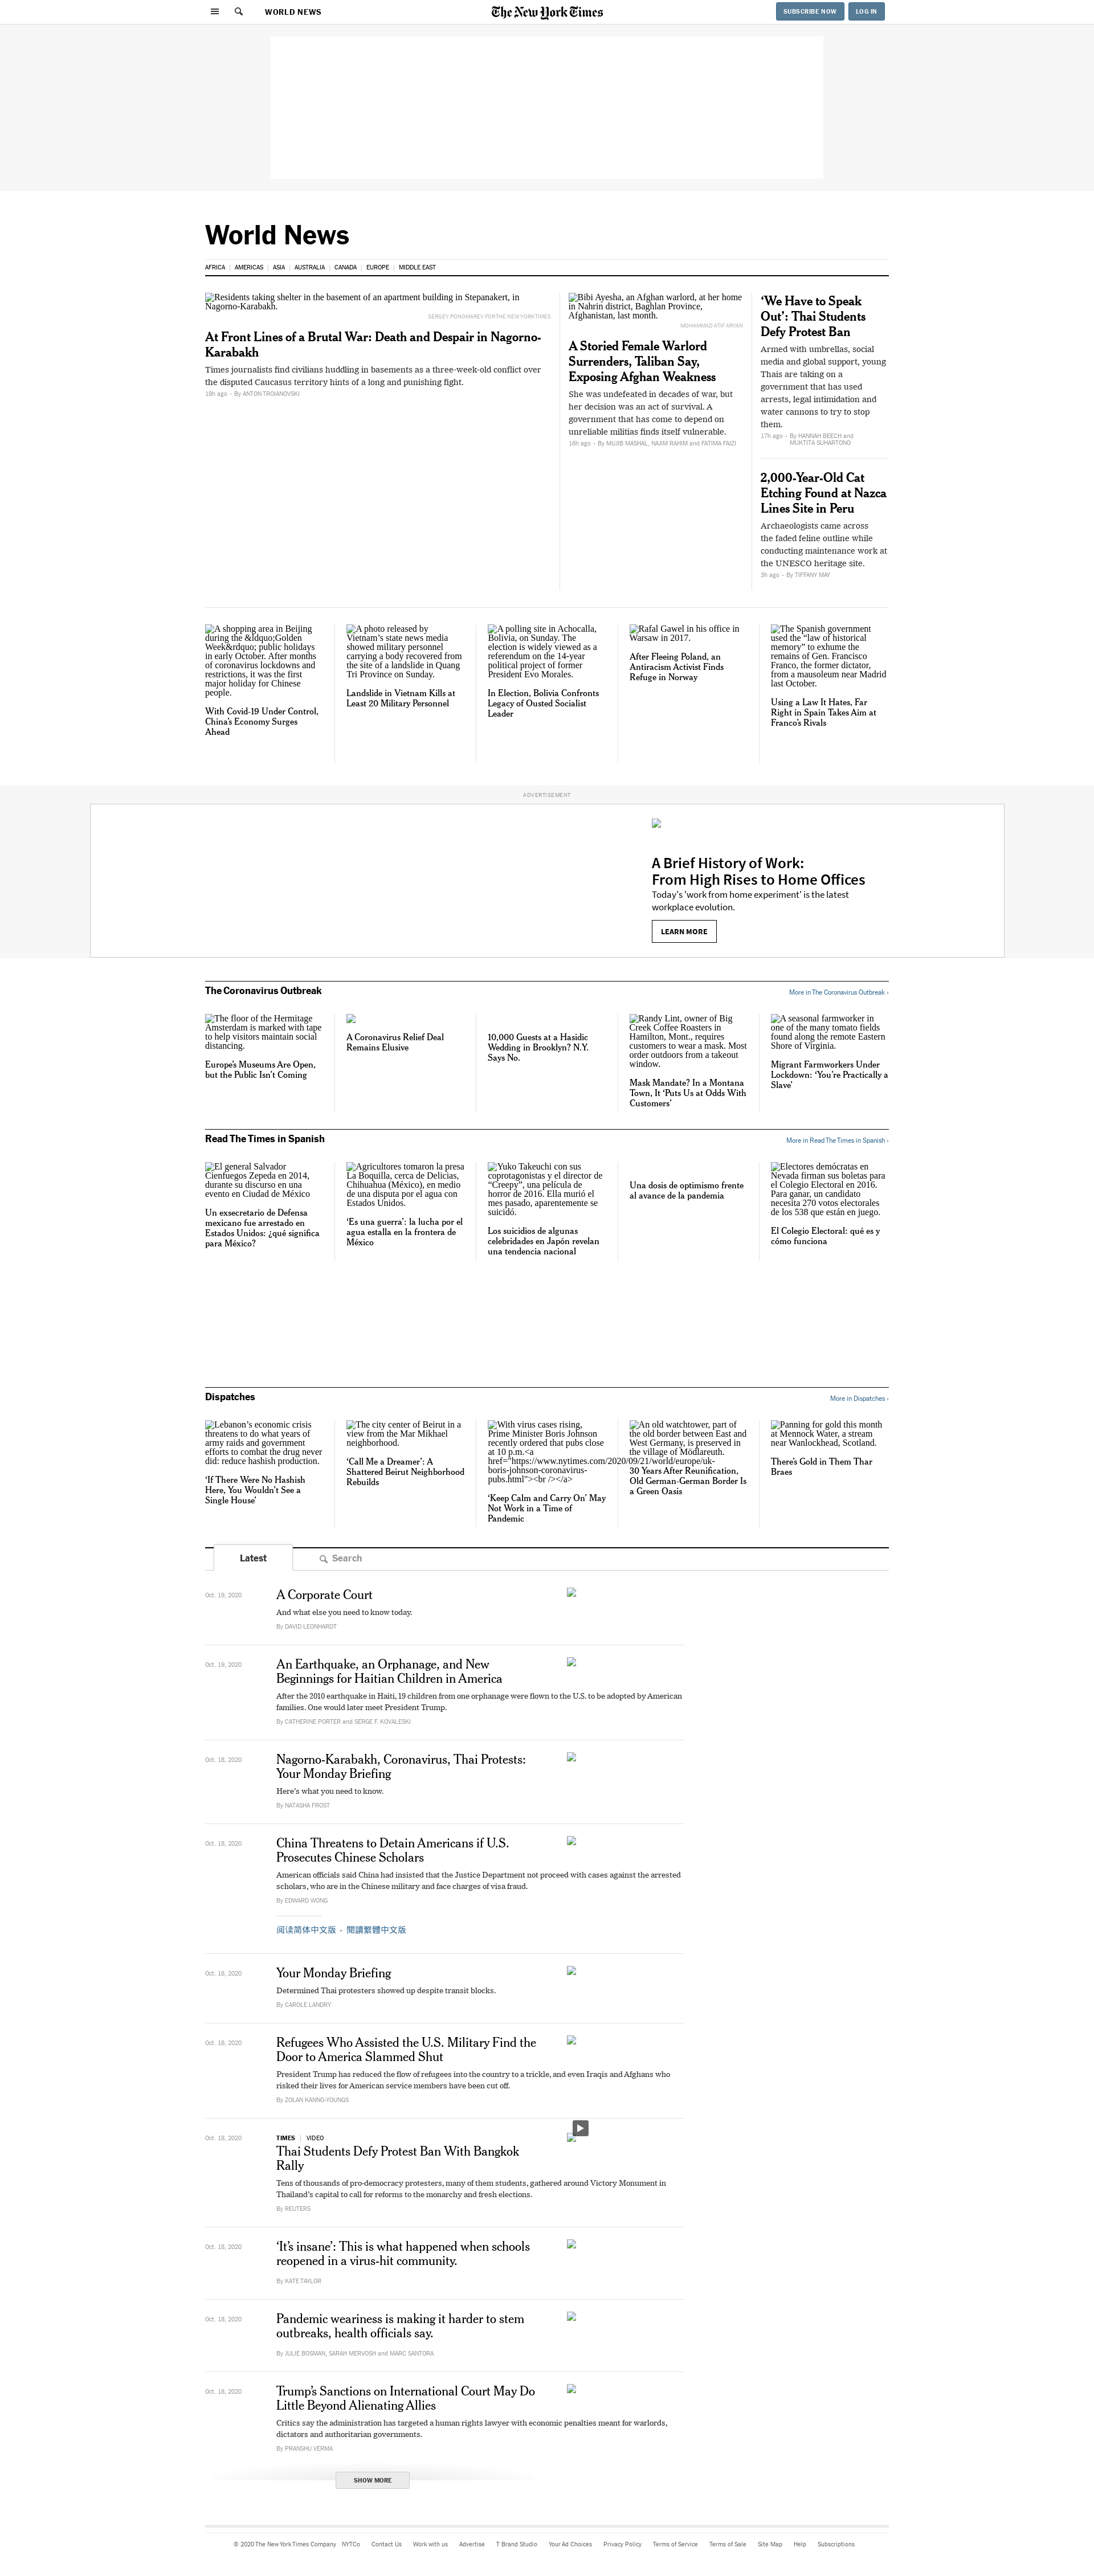 WORLD NEWS
The New York Times
SUBSCRIBE NOW
LOG IN
World News
AFRICA
AMERICAS
ASIA
AUSTRALIA
CANADA
EUROPE
MIDDLE EAST
Residents taking shelter in the basement of an apartment building in Stepanakert, in
Nagorno-Karabakh.
SERGEY PONOMAREV FOR THE NEW YORK TIMES
At Front Lines of a Brutal War: Death and Despair in Nagorno-
Karabakh
Times journalists find civilians huddling in basements as a three-week-old conflict over
the disputed Caucasus territory hints of a long and punishing fight.
18h ago • By ANTON TROIANOVSKI
Bibi Ayesha, an Afghan warlord, at her home
in Nahrin district, Baghlan Province,
Afghanistan, last month.
MOHAMMAD ATIF ARYAN
A Storied Female Warlord
Surrenders, Taliban Say,
Exposing Afghan Weakness
She was undefeated in decades of war, but
her decision was an act of survival. A
government that has come to depend on
unreliable militias finds itself vulnerable.
16h ago • By MUJIB MASHAL, NAJIM RAHIM and FATIMA FAIZI
‘We Have to Speak
Out’: Thai Students
Defy Protest Ban
Armed with umbrellas, social
media and global support, young
Thais are taking on a
government that has used
arrests, legal intimidation and
water cannons to try to stop
them.
17h ago • By HANNAH BEECH and
MUKTITA SUHARTONO
2,000-Year-Old Cat
Etching Found at Nazca
Lines Site in Peru
Archaeologists came across
the faded feline outline while
conducting maintenance work at
the UNESCO heritage site.
3h ago • By TIFFANY MAY
A shopping area in Beijing
during the &ldquo;Golden
Week&rdquo; public holidays
in early October. After months
of coronavirus lockdowns and
restrictions, it was the first
major holiday for Chinese
people.
With Covid-19 Under Control,
China’s Economy Surges
Ahead
A photo released by
Vietnam’s state news media
showed military personnel
carrying a body recovered from
the site of a landslide in Quang
Tri Province on Sunday.
Landslide in Vietnam Kills at
Least 20 Military Personnel
A polling site in Achocalla,
Bolivia, on Sunday. The
election is widely viewed as a
referendum on the 14-year
political project of former
President Evo Morales.
In Election, Bolivia Confronts
Legacy of Ousted Socialist
Leader
Rafal Gawel in his office in
Warsaw in 2017.
After Fleeing Poland, an
Antiracism Activist Finds
Refuge in Norway
The Spanish government
used the “law of historical
memory” to exhume the
remains of Gen. Francisco
Franco, the former dictator,
from a mausoleum near Madrid
last October.
Using a Law It Hates, Far
Right in Spain Takes Aim at
Franco’s Rivals
ADVERTISEMENT
A Brief History of Work:
From High Rises to Home Offices
Today's 'work from home experiment' is the latest
workplace evolution.
LEARN MORE
The Coronavirus Outbreak
More in The Coronavirus Outbreak ›
The floor of the Hermitage
Amsterdam is marked with tape
to help visitors maintain social
distancing.
Europe’s Museums Are Open,
but the Public Isn’t Coming
A Coronavirus Relief Deal
Remains Elusive
10,000 Guests at a Hasidic
Wedding in Brooklyn? N.Y.
Says No.
Randy Lint, owner of Big
Creek Coffee Roasters in
Hamilton, Mont., requires
customers to wear a mask. Most
order outdoors from a takeout
window.
Mask Mandate? In a Montana
Town, It ‘Puts Us at Odds With
Customers’
A seasonal farmworker in
one of the many tomato fields
found along the remote Eastern
Shore of Virginia.
Migrant Farmworkers Under
Lockdown: ‘You’re Practically a
Slave’
Read The Times in Spanish
More in Read The Times in Spanish ›
El general Salvador
Cienfuegos Zepeda en 2014,
durante su discurso en una
evento en Ciudad de México
Un exsecretario de Defensa
mexicano fue arrestado en
Estados Unidos: ¿qué significa
para México?
Agricultores tomaron la presa
La Boquilla, cerca de Delicias,
Chihuahua (México), en medio
de una disputa por el agua con
Estados Unidos.
‘Es una guerra’: la lucha por el
agua estalla en la frontera de
México
Yuko Takeuchi con sus
coprotagonistas y el director de
“Creepy”, una película de
horror de 2016. Ella murió el
mes pasado, aparentemente se
suicidó.
Los suicidios de algunas
celebridades en Japón revelan
una tendencia nacional
Una dosis de optimismo frente
al avance de la pandemia
Electores demócratas en
Nevada firman sus boletas para
el Colegio Electoral en 2016.
Para ganar, un candidato
necesita 270 votos electorales
de los 538 que están en juego.
El Colegio Electoral: qué es y
cómo funciona
Dispatches
More in Dispatches ›
Lebanon’s economic crisis
threatens to do what years of
army raids and government
efforts to combat the drug never
did: reduce hashish production.
‘If There Were No Hashish
Here, You Wouldn’t See a
Single House’
The city center of Beirut in a
view from the Mar Mikhael
neighborhood.
‘Call Me a Dreamer’: A
Shattered Beirut Neighborhood
Rebuilds
With virus cases rising,
Prime Minister Boris Johnson
recently ordered that pubs close
at 10 p.m.<a
href="https://www.nytimes.com/2020/09/21/world/europe/uk-
boris-johnson-coronavirus-
pubs.html"><br /></a>
‘Keep Calm and Carry On’ May
Not Work in a Time of
Pandemic
An old watchtower, part of
the old border between East and
West Germany, is preserved in
the village of Mödlareuth.
30 Years After Reunification,
Old German-German Border Is
a Green Oasis
Panning for gold this month
at Mennock Water, a stream
near Wanlockhead, Scotland.
There’s Gold in Them Thar
Braes
Latest
Search
Oct. 19, 2020
A Corporate Court
And what else you need to know today.
By DAVID LEONHARDT
Oct. 19, 2020
An Earthquake, an Orphanage, and New
Beginnings for Haitian Children in America
After the 2010 earthquake in Haiti, 19 children from one orphanage were flown to the U.S. to be adopted by American
families. One would later meet President Trump.
By CATHERINE PORTER and SERGE F. KOVALESKI
Oct. 18, 2020
Nagorno-Karabakh, Coronavirus, Thai Protests:
Your Monday Briefing
Here’s what you need to know.
By NATASHA FROST
Oct. 18, 2020
China Threatens to Detain Americans if U.S.
Prosecutes Chinese Scholars
American officials said China had insisted that the Justice Department not proceed with cases against the arrested
scholars, who are in the Chinese military and face charges of visa fraud.
By EDWARD WONG
阅读简体中文版 • 閱讀繁體中文版
Oct. 18, 2020
Your Monday Briefing
Determined Thai protesters showed up despite transit blocks.
By CAROLE LANDRY
Oct. 18, 2020
Refugees Who Assisted the U.S. Military Find the
Door to America Slammed Shut
President Trump has reduced the flow of refugees into the country to a trickle, and even Iraqis and Afghans who
risked their lives for American service members have been cut off.
By ZOLAN KANNO-YOUNGS
Oct. 18, 2020
TIMES | VIDEO
Thai Students Defy Protest Ban With Bangkok
Rally
Tens of thousands of pro-democracy protesters, many of them students, gathered around Victory Monument in
Thailand’s capital to call for reforms to the monarchy and fresh elections.
By REUTERS
Oct. 18, 2020
‘It’s insane’: This is what happened when schools
reopened in a virus-hit community.
By KATE TAYLOR
Oct. 18, 2020
Pandemic weariness is making it harder to stem
outbreaks, health officials say.
By JULIE BOSMAN, SARAH MERVOSH and MARC SANTORA
Oct. 18, 2020
Trump’s Sanctions on International Court May Do
Little Beyond Alienating Allies
Critics say the administration has targeted a human rights lawyer with economic penalties meant for warlords,
dictators and authoritarian governments.
By PRANSHU VERMA
SHOW MORE
© 2020 The New York Times Company
NYTCo
Contact Us
Work with us
Advertise
T Brand Studio
Your Ad Choices
Privacy Policy
Terms of Service
Terms of Sale
Site Map
Help
Subscriptions